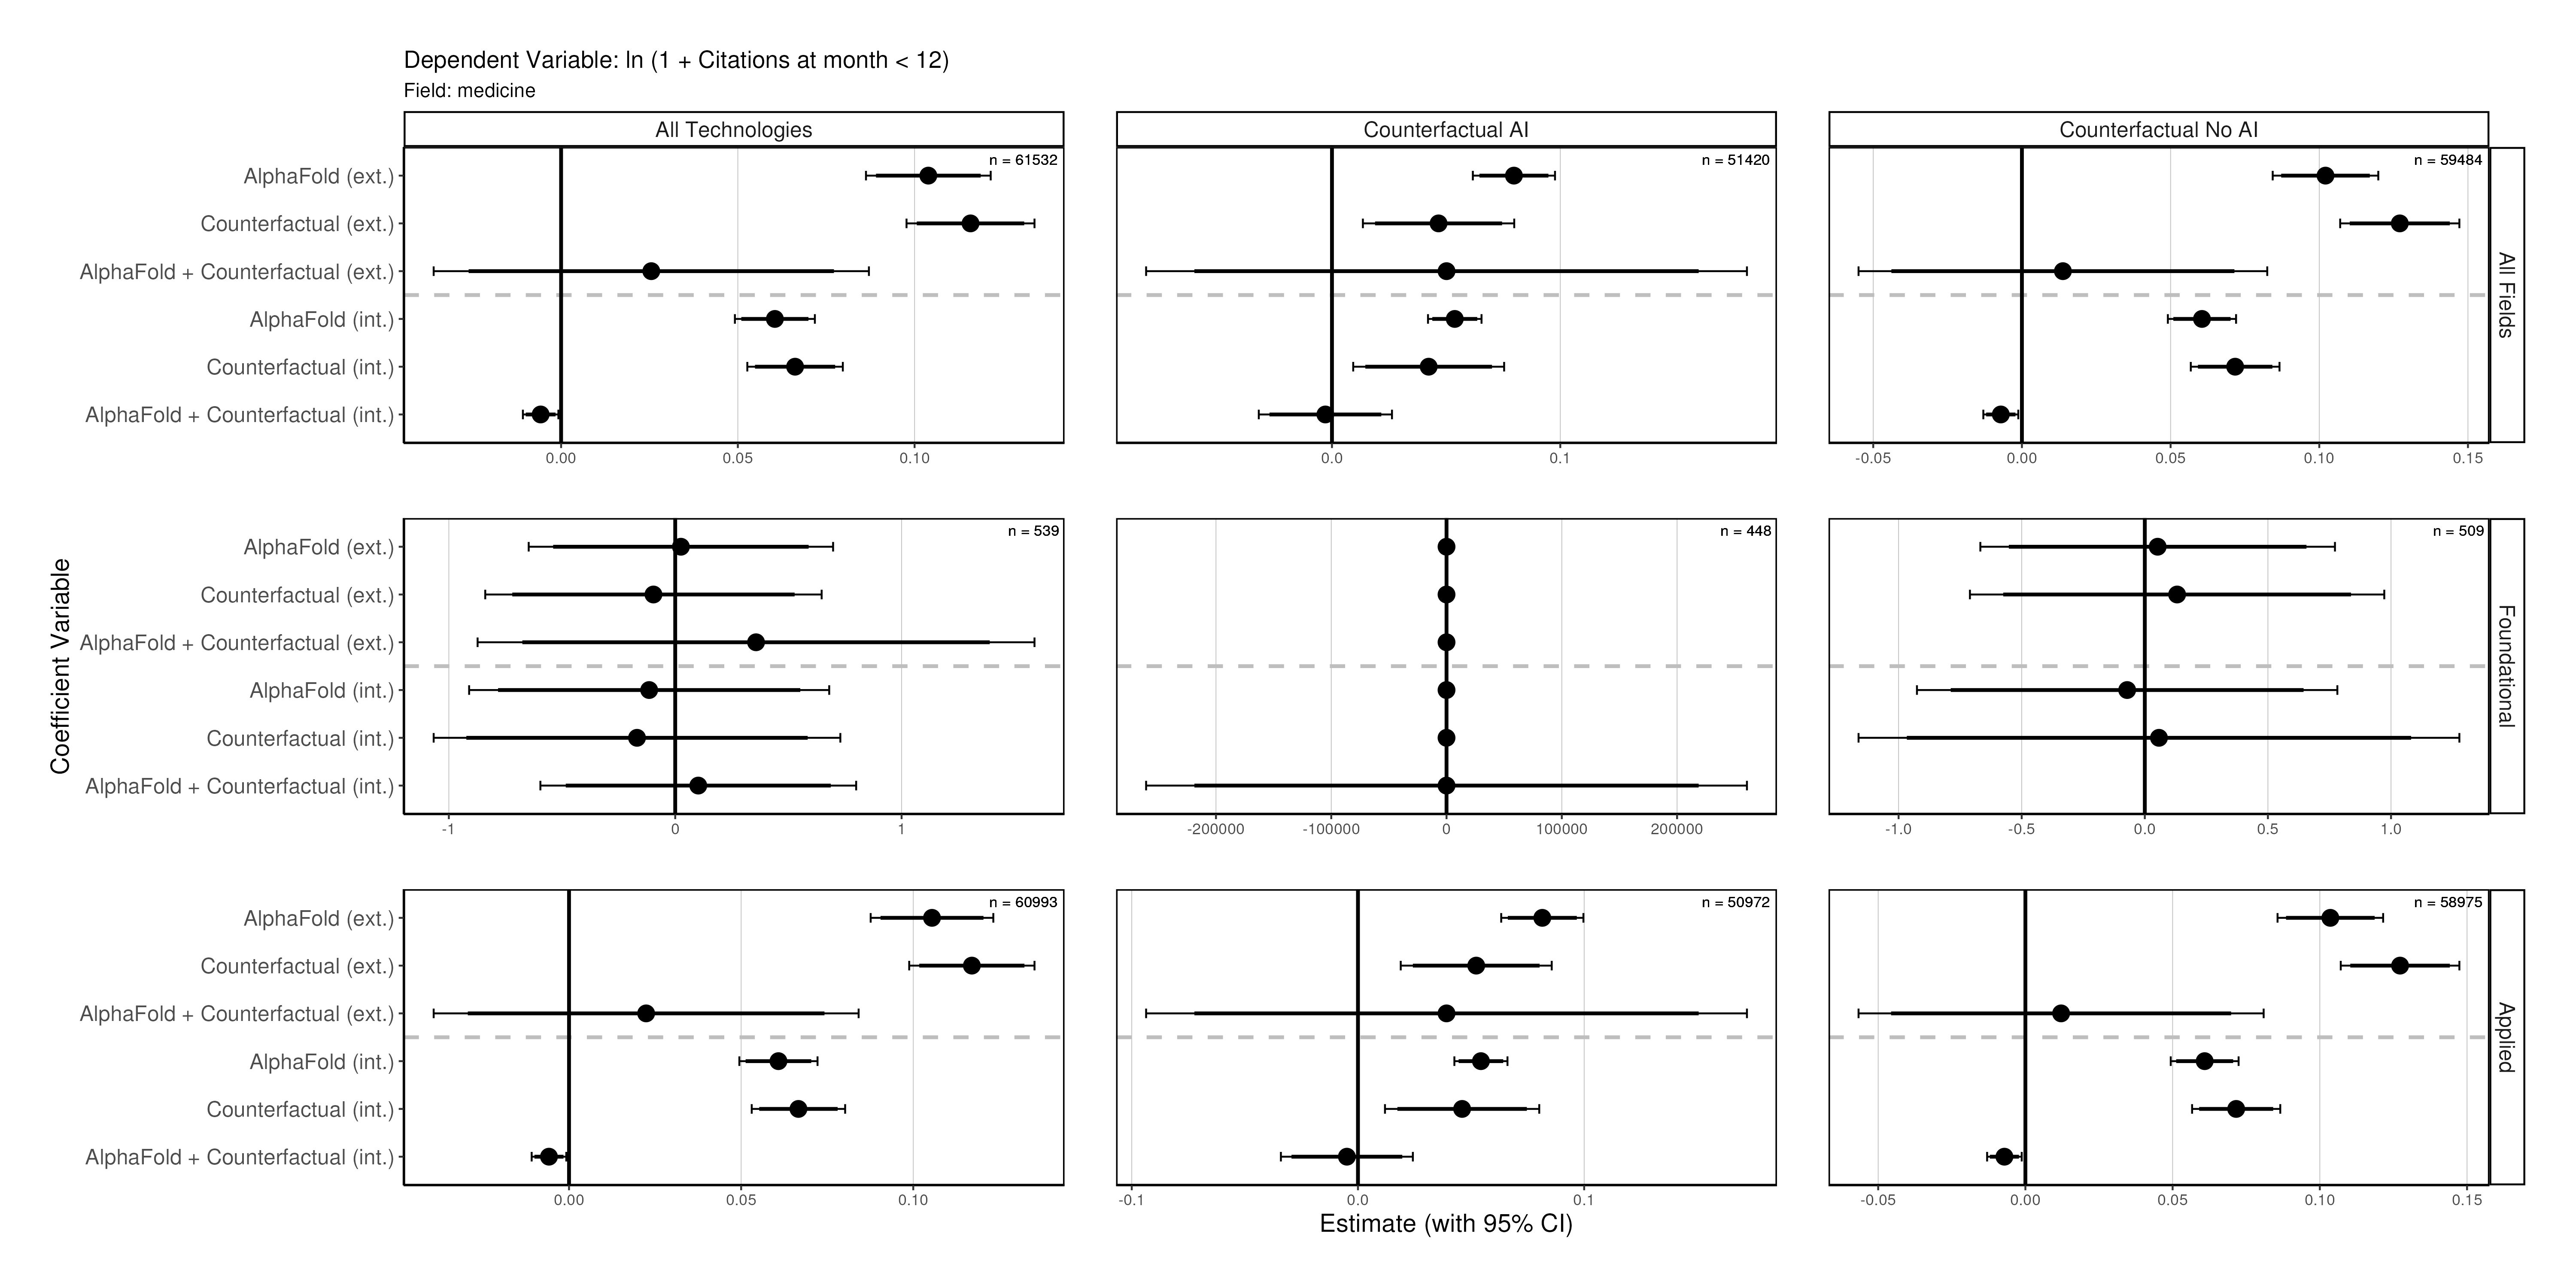 Dependent Variable: ln (1 + Citations at month < 12)
Field: medicine
All Technologies
Counterfactual AI
Counterfactual No AI
AlphaFold (ext.)
Counterfactual (ext.)
AlphaFold + Counterfactual (ext.)
AlphaFold (int.)
Counterfactual (int.)
AlphaFold + Counterfactual (int.)
n = 61532
n = 51420
n = 59484
All Fields
0.00 0.05 0.10
0.0 0.1
-0.05 0.00 0.05 0.10 0.15
Coefficient Variable
AlphaFold (ext.)
Counterfactual (ext.)
AlphaFold + Counterfactual (ext.)
AlphaFold (int.)
Counterfactual (int.)
AlphaFold + Counterfactual (int.)
n = 539
n = 448
n = 509
Foundational
-1 0 1
-200000 -100000 0 100000 200000
-1.0 -0.5 0.0 0.5 1.0
AlphaFold (ext.)
Counterfactual (ext.)
AlphaFold + Counterfactual (ext.)
AlphaFold (int.)
Counterfactual (int.)
AlphaFold + Counterfactual (int.)
n = 60993
n = 50972
n = 58975
Applied
0.00 0.05 0.10
-0.1 0.0 0.1
-0.05 0.00 0.05 0.10 0.15
Estimate (with 95% CI)